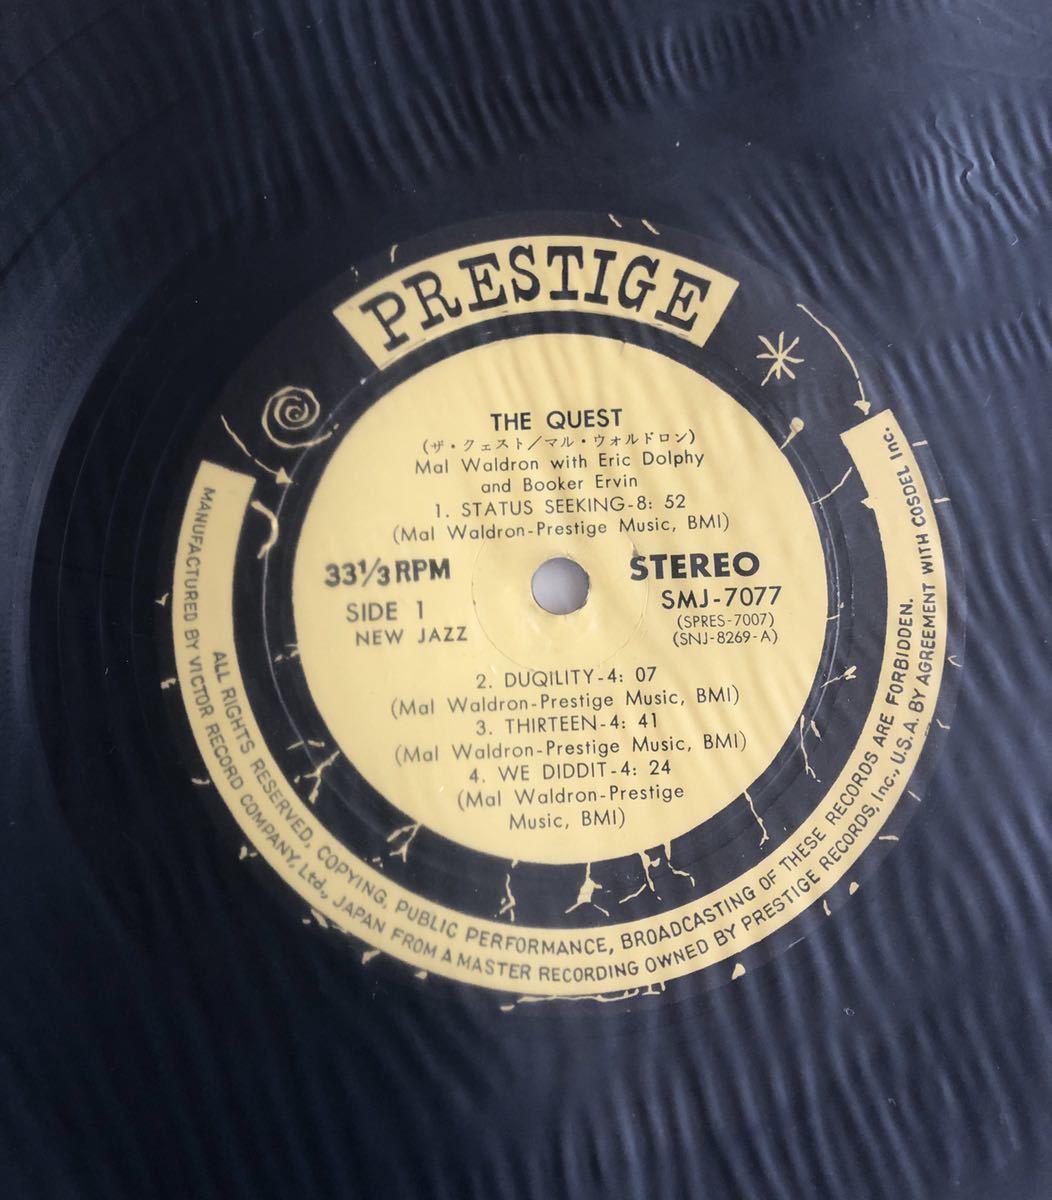 PRESTIGE
THE QUEST
(ザ・クェスト/マル・ウォルドロン)
Mal Waldron with Eric Dolphy
and Booker Ervin
1. STATUS SEEKING-8: 52
(Mal Waldron-Prestige Music, BMI)
33 1/3 RPM
SIDE 1
NEW JAZZ
STEREO
SMJ-7077
(SPRES-7007)
(SNJ-8269-A)
2. DUQILITY-4: 07
(Mal Waldron-Prestige Music, BMI)
3. THIRTEEN-4: 41
(Mal Waldron-Prestige Music, BMI)
4. WE DIDDIT-4: 24
(Mal Waldron-Prestige
Music, BMI)
ALL RIGHTS RESERVED, COPYING, PUBLIC PERFORMANCE, BROADCASTING OF THESE RECORDS ARE FORBIDDEN.
MANUFACTURED BY VICTOR RECORD COMPANY, Ltd., JAPAN FROM A MASTER RECORDING OWNED BY PRESTIGE RECORDS, Inc., U.S.A. BY AGREEMENT WITH COSDEL Inc.